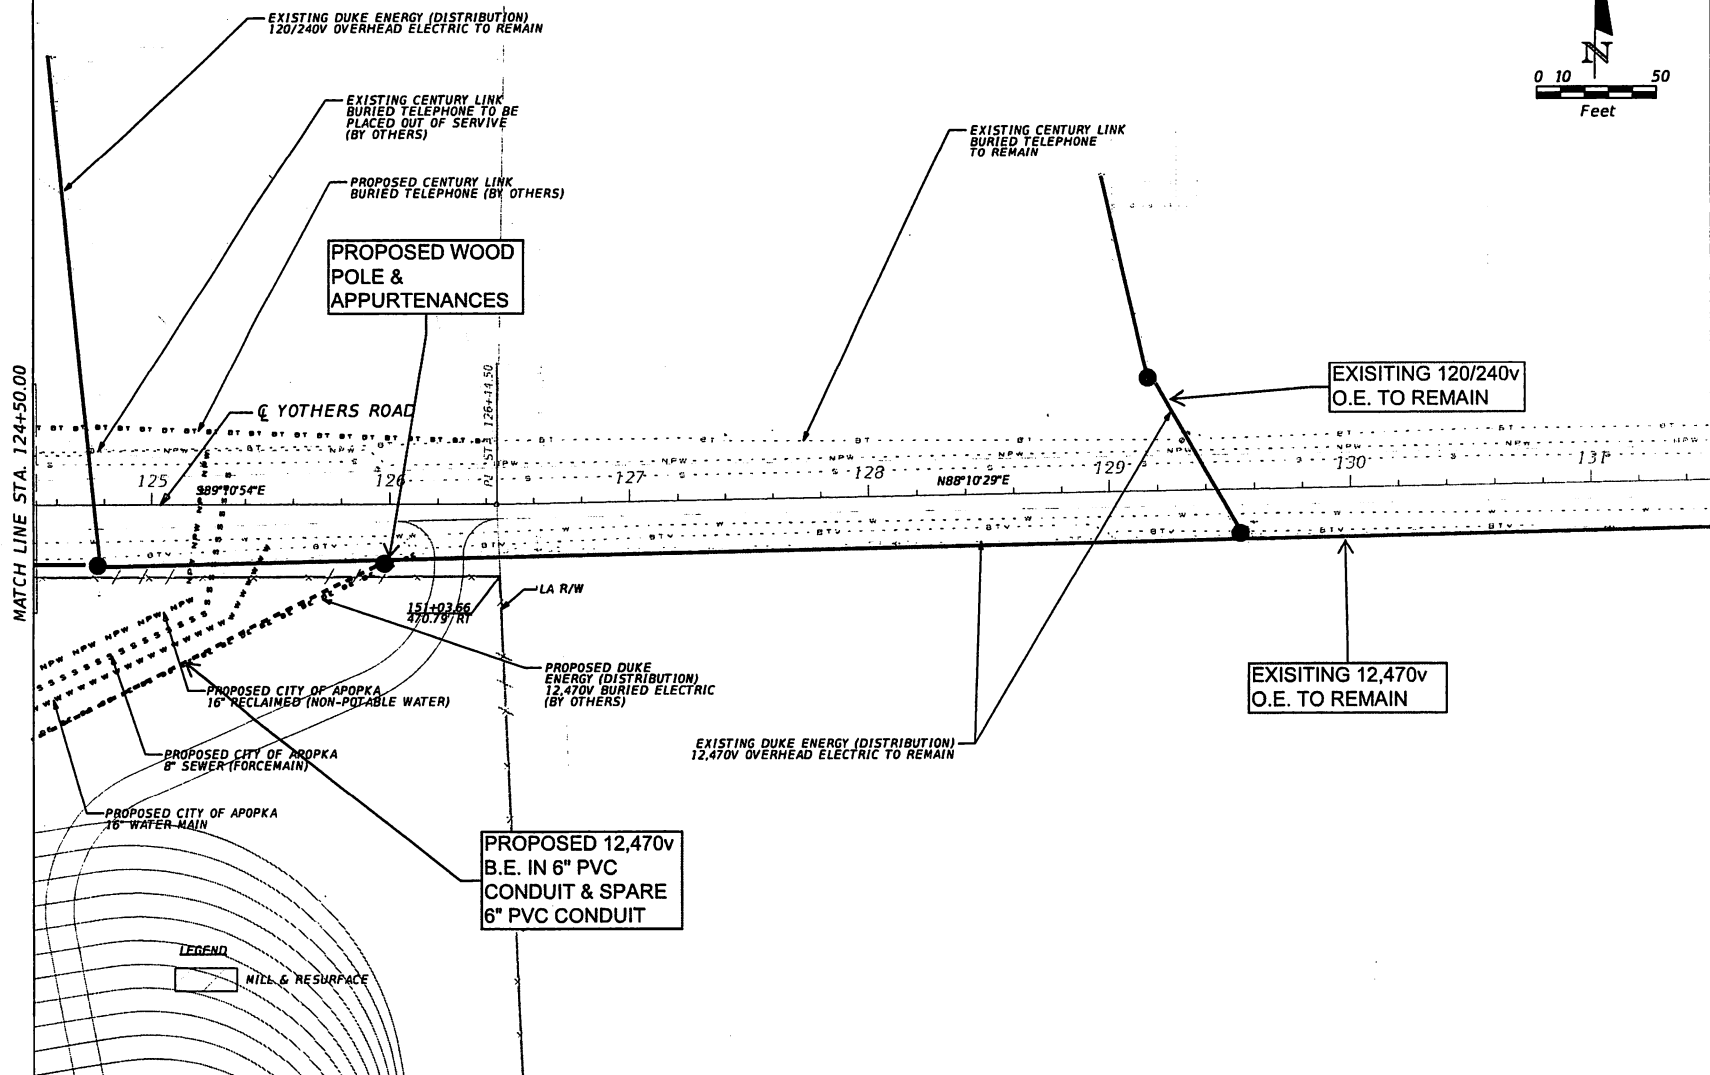 EXISTING DUKE ENERGY (DISTRIBUTION)
120/240V OVERHEAD ELECTRIC TO REMAIN
N
0 10 50
Feet
EXISTING CENTURY LINK
BURIED TELEPHONE TO BE
PLACED OUT OF SERVIVE
(BY OTHERS)
EXISTING CENTURY LINK
BURIED TELEPHONE
TO REMAIN
PROPOSED CENTURY LINK
BURIED TELEPHONE (BY OTHERS)
PROPOSED WOOD
POLE &
APPURTENANCES
MATCH LINE STA. 124+50.00
EXISITING 120/240v
O.E. TO REMAIN
℄ YOTHERS ROAD
125
126
127
128
129
130
131
S89°10'54"E
N88°10'29"E
LA R/W
151+03.66
470.79' RT
PROPOSED DUKE
ENERGY (DISTRIBUTION)
12,470V BURIED ELECTRIC
(BY OTHERS)
EXISITING 12,470v
O.E. TO REMAIN
PROPOSED CITY OF APOPKA
16" RECLAIMED (NON-POTABLE WATER)
EXISTING DUKE ENERGY (DISTRIBUTION)
12,470V OVERHEAD ELECTRIC TO REMAIN
PROPOSED CITY OF APOPKA
8" SEWER (FORCEMAIN)
PROPOSED CITY OF APOPKA
16" WATER MAIN
PROPOSED 12,470v
B.E. IN 6" PVC
CONDUIT & SPARE
6" PVC CONDUIT
LEGEND
MILL & RESURFACE